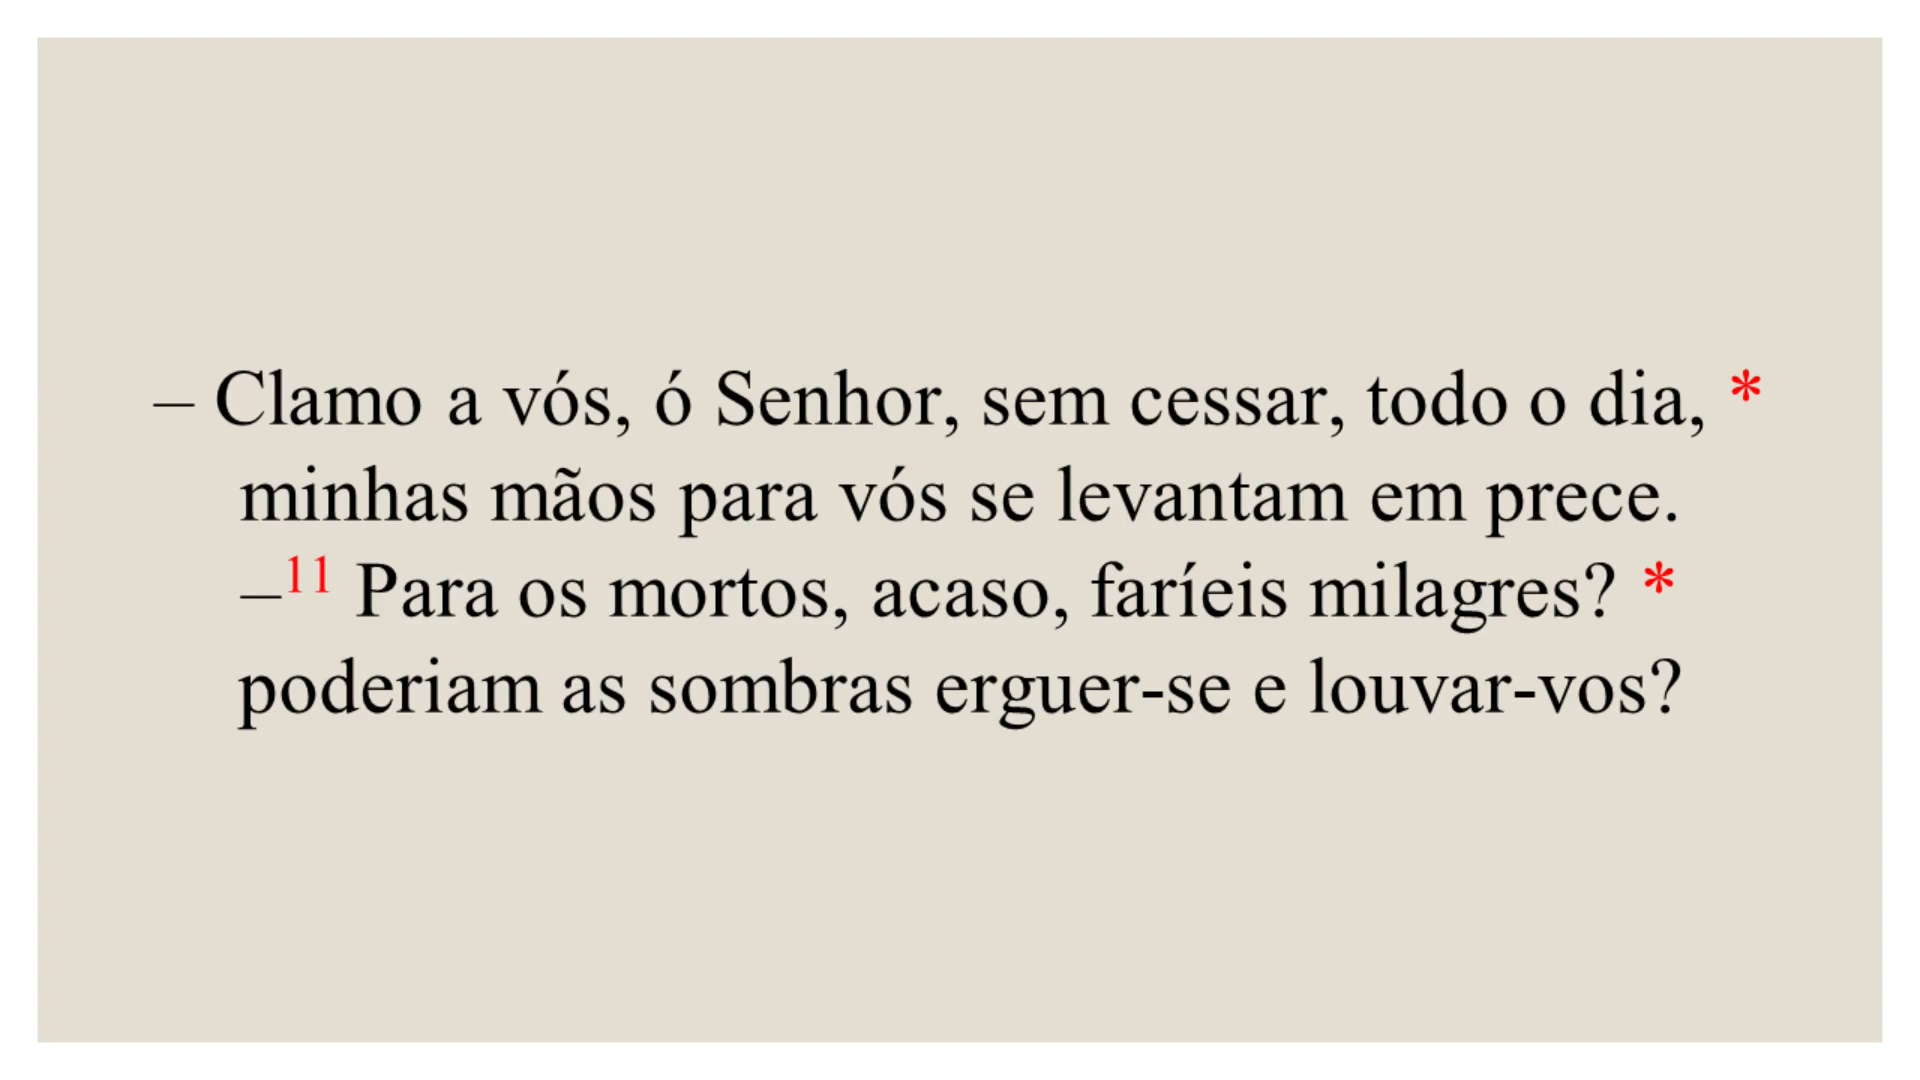 – Clamo a vós, ó Senhor, sem cessar, todo o dia, *
minhas mãos para vós se levantam em prece.
–¹¹ Para os mortos, acaso, faríeis milagres? *
poderiam as sombras erguer-se e louvar-vos?